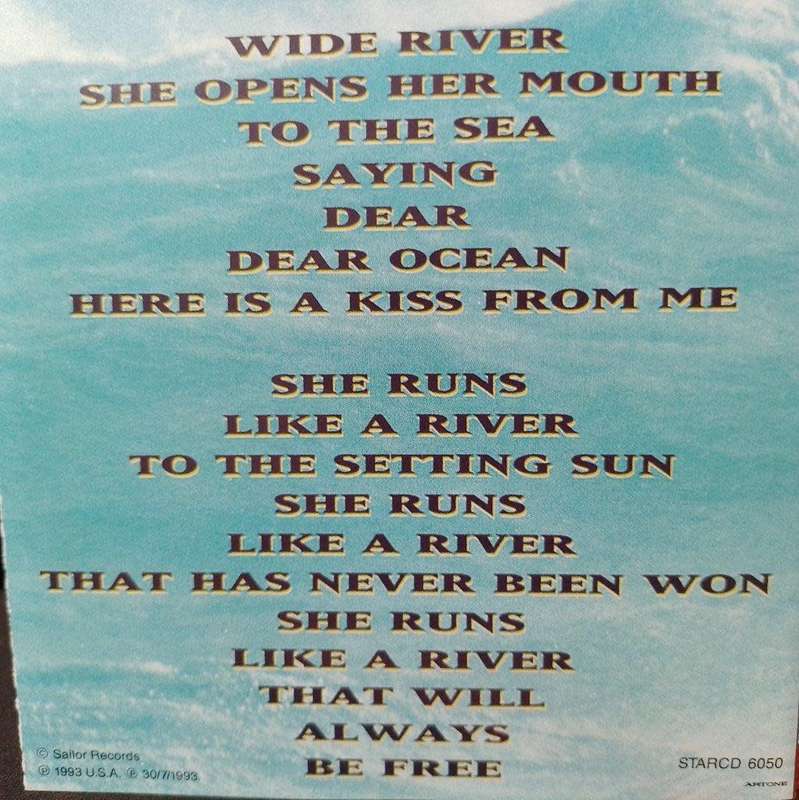 WIDE RIVER
SHE OPENS HER MOUTH
TO THE SEA
SAYING
DEAR
DEAR OCEAN
HERE IS A KISS FROM ME
SHE RUNS
LIKE A RIVER
TO THE SETTING SUN
SHE RUNS
LIKE A RIVER
THAT HAS NEVER BEEN WON
SHE RUNS
LIKE A RIVER
THAT WILL
ALWAYS
BE FREE
© Sailor Records
℗ 1993 U.S.A. ℗ 30/7/1993
STARCD 6050
ARTONE